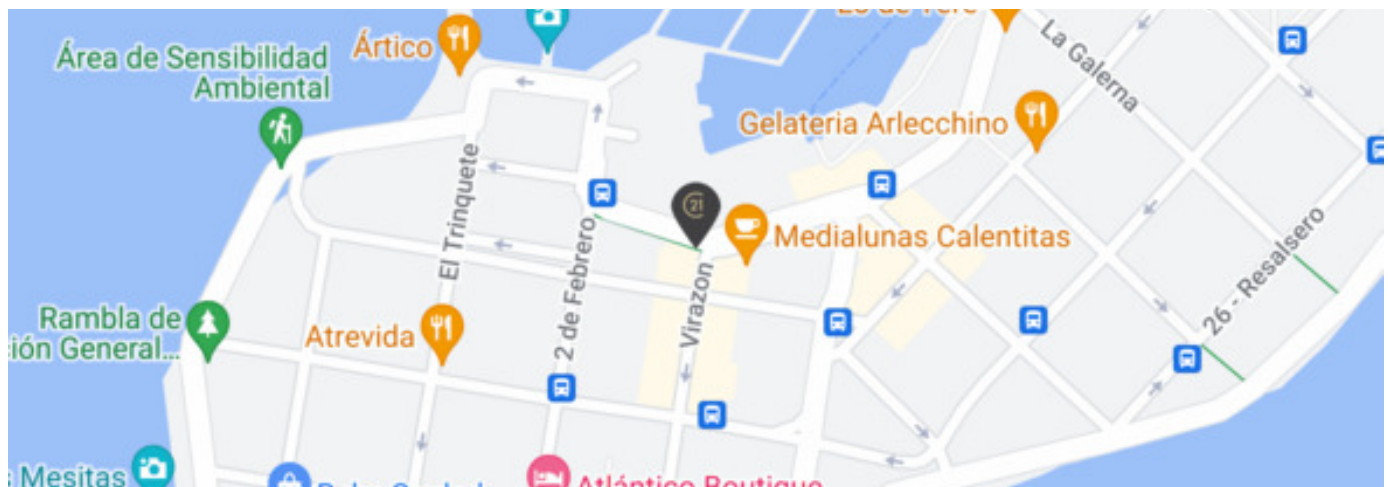 Ártico
Área de Sensibilidad
Ambiental
La Galerna
Gelateria Arlecchino
El Trinquete
21
2 de Febrero
Medialunas Calentitas
Virazon
26 - Resalsero
Rambla de
ción General...
Atrevida
Mesitas
Atlántico Boutique